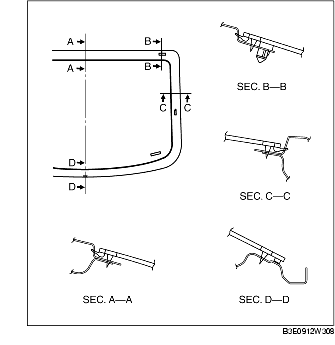 A
B
SEC. B—B
A
B
C
C
SEC. C—C
D
D
SEC. A—A
SEC. D—D
B3E0912W308